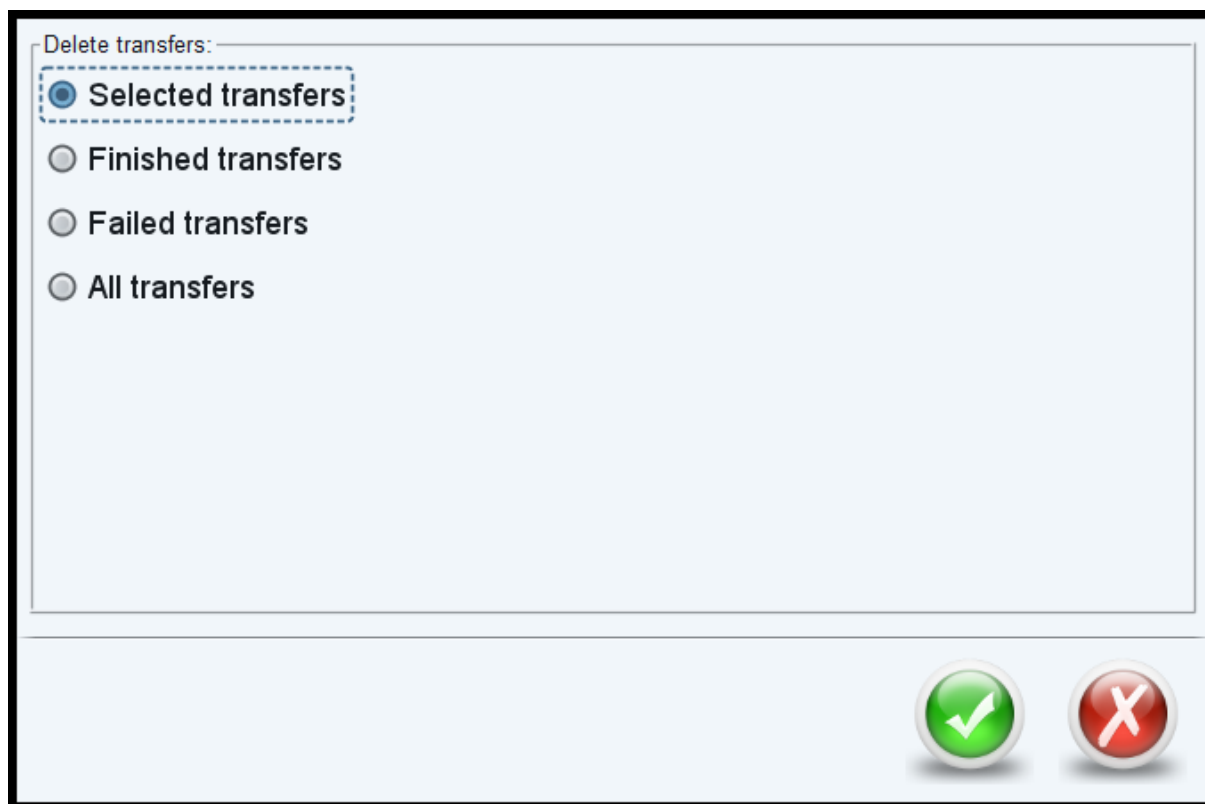 Delete transfers:
Selected transfers
Finished transfers
Failed transfers
All transfers